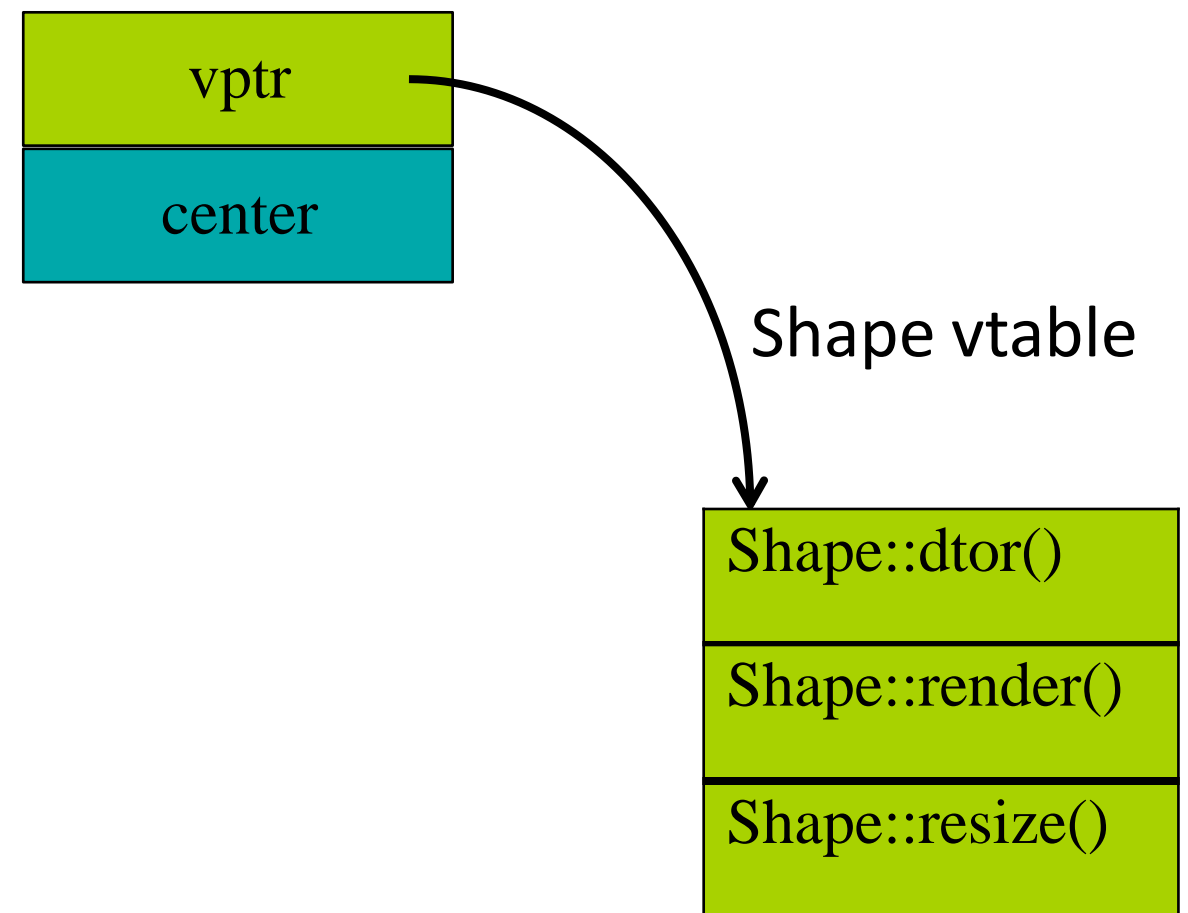 vptr
center
Shape vtable
Shape::dtor()
Shape::render()
Shape::resize()